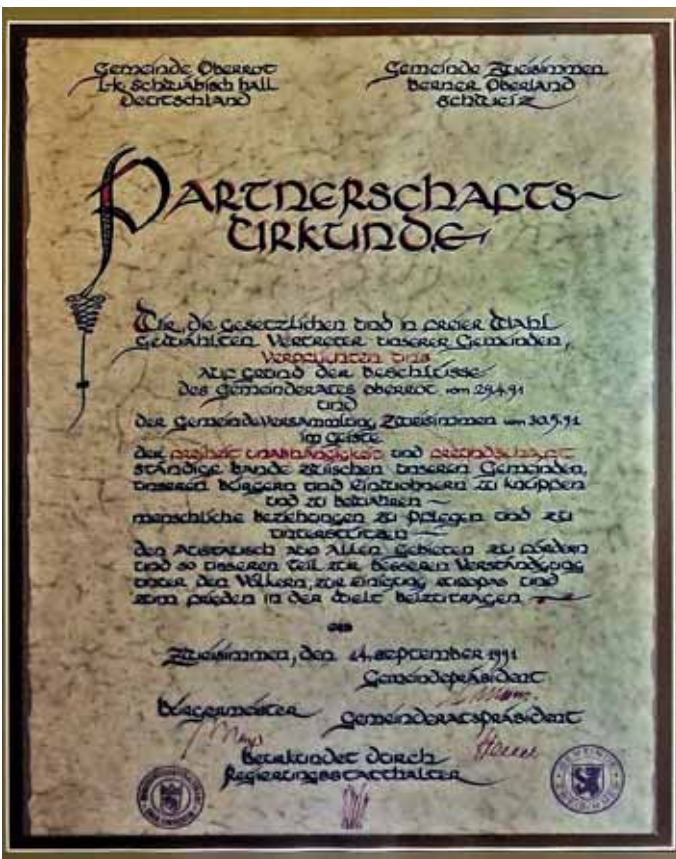 Gemeinde Oberrot
L-k. Schwäbisch Hall
Deutschland
Gemeinde Zweisimmen
Berner Oberland
Schweiz
Partnerschafts-
urkunde
Wir, die gesetzlichen und in freier Wahl
gewählten Vertreter unserer Gemeinden,
verpflichten uns
auf Grund der Beschlüsse
des Gemeinderats Oberrot vom 29.4.91
und
der Gemeindeversammlung Zweisimmen vom 30.5.91
im Geiste
der Freiheit Unabhängigkeit und Freundschaft
ständige Bande zwischen unseren Gemeinden,
unseren Bürgern und Einwohnern zu knüpfen
und zu bewahren —
menschliche Beziehungen zu pflegen und zu
unterstützen —
den Austausch auf allen Gebieten zu fördern
und so unseren Teil zur besseren Verständigung
unter den Völkern, zur Einigung Europas und
zum Frieden in der Welt beizutragen —
Zweisimmen, den 14. September 1991
Gemeindepräsident
Bürgermeister
Gemeinderatspräsident
Beurkundet durch
Regierungsstatthalter
GEMEINDE
ZWEISIMMEN